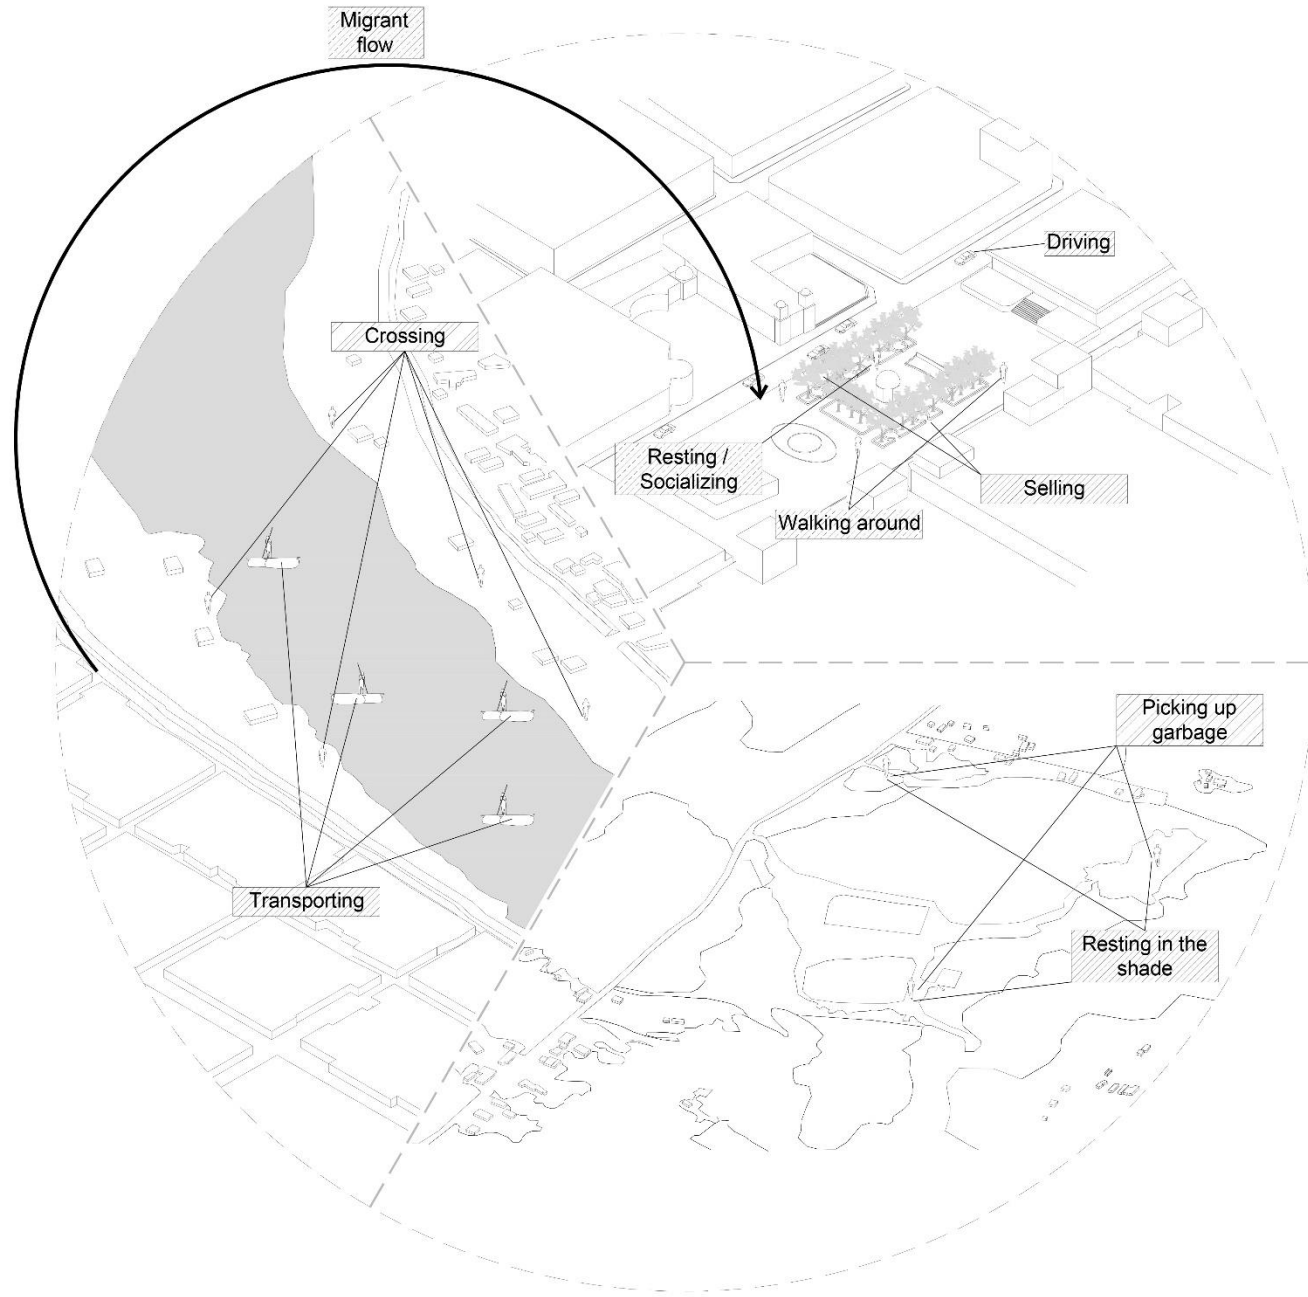 Migrant
flow
Driving
Crossing
Resting /
Socializing
Selling
Walking around
Picking up
garbage
Transporting
Resting in the
shade